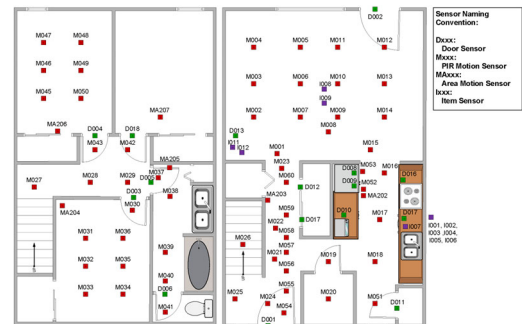 D002
Sensor Naming
Convention:
Dxxx:
Door Sensor
Mxxx:
PIR Motion Sensor
MAxxx:
Area Motion Sensor
Ixxx:
Item Sensor
M047 M048
M046 M049
M045 M050
MA206 MA207
D004 D018
M043 M042
MA205
M027 M028 M029 D005 M037
M038
D003
M030
MA204
M031 M036
M032 M035
M033 M034
M039
M040
D006
M041
S
M004 M005 M011 M012
M003 M006 I008 M010 M013
I009
M002 M007 M009 M014
M008
D013
I011
I012
M001
M015
M023
M060
MA203
D012
D017
D008
D009
D010
M053
M052
MA202
M016
D016
M017
D017
I007
I01, I002,
I03, I004,
I005, I006
M059
M022
M058
M026
M057
M021
M056
S
M019
M018
M025
M055
M024
M054
D001
M020
M051
D011